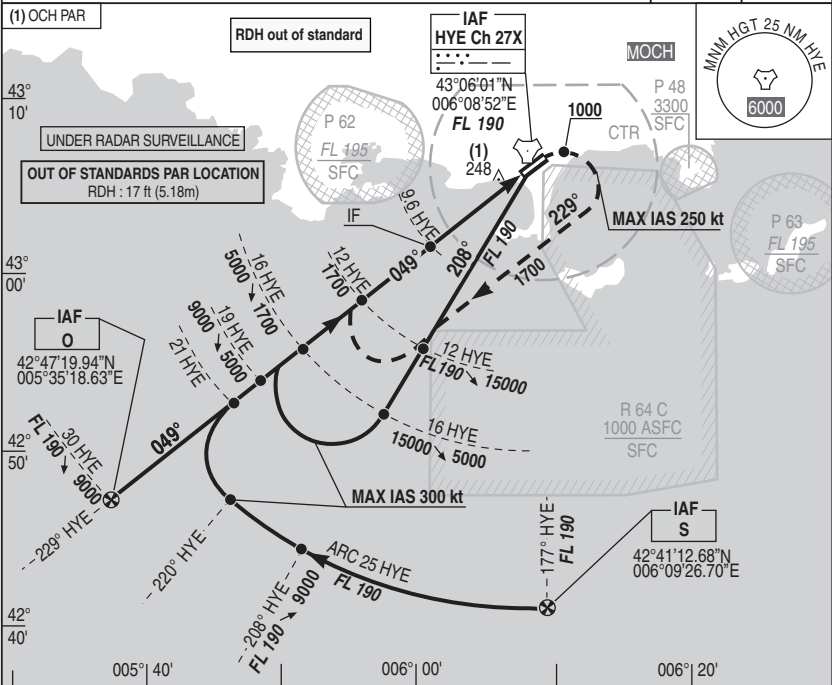 (1) OCH PAR
RDH out of standard
IAF
HYE Ch 27X
43°06'01"N
006°08'52"E
FL 190
MOCH
MNM HGT 25 NM HYE
6000
43°
10'
P 62
FL 195
SFC
P 48
3300
SFC
1000
CTR
UNDER RADAR SURVEILLANCE
OUT OF STANDARDS PAR LOCATION
RDH : 17 ft (5.18m)
(1)
248
MAX IAS 250 kt
P 63
FL 195
SFC
IF
9.6 HYE
229°
1700
208°
FL 190
049°
12 HYE
1700
43°
00'
16 HYE
5000 1700
19 HYE
9000 5000
21 HYE
IAF
O
42°47'19.94"N
005°35'18.63"E
12 HYE
FL190 15000
16 HYE
15000 5000
R 64 C
1000 ASFC
SFC
049°
30 HYE
FL 190 9000
42°
50'
MAX IAS 300 kt
229° HYE
220° HYE
ARC 25 HYE
FL 190
208° HYE
FL 190 9000
177° HYE
FL 190
IAF
S
42°41'12.68"N
006°09'26.70"E
42°
40'
005° 40'
006° 00'
006° 20'